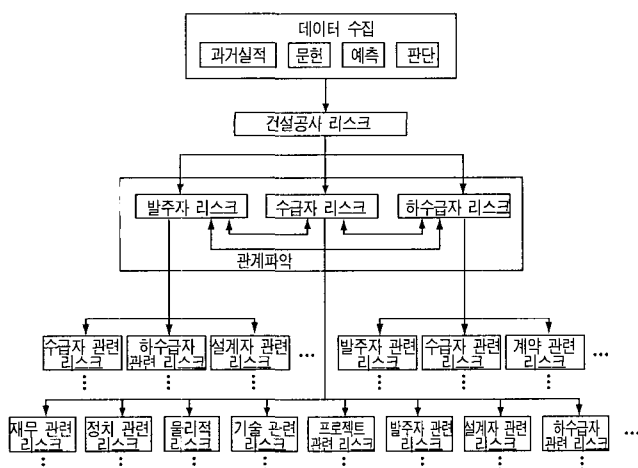 데이터 수집
과거실적 문헌 예측 판단
건설공사 리스크
발주자 리스크 수급자 리스크 하수급자 리스크
관계파악
수급자 관련
리스크
하수급자
관련 리스크
설계자 관련
리스크
...
발주자 관련
리스크
수급자 관련
리스크
계약 관련
리스크
...
재무 관련
리스크
정치 관련
리스크
물리적
리스크
기술 관련
리스크
프로젝트
관련 리스크
발주자 관련
리스크
설계자 관련
리스크
하수급자
관련 리스크
...